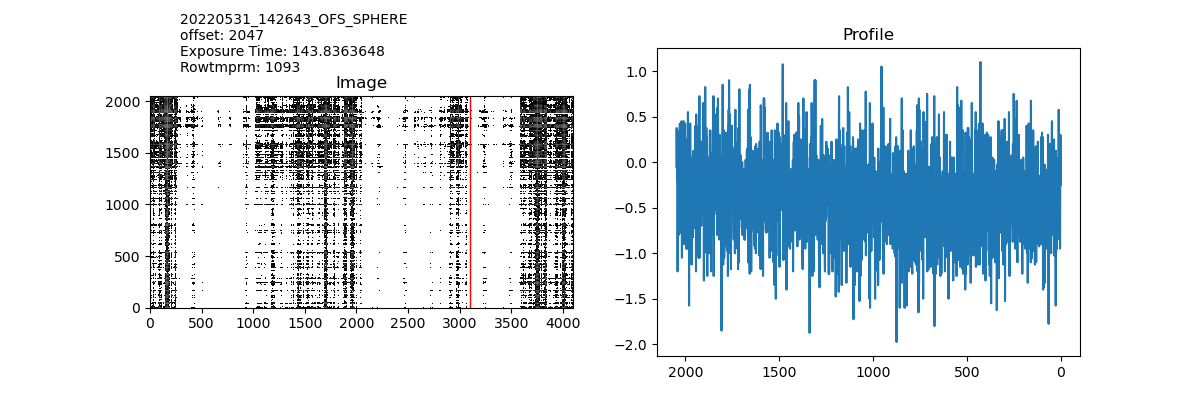 20220531_142643_OFS_SPHERE
offset: 2047
Exposure Time: 143.8363648
Rowtmprm: 1093
Image
2000
1500
1000
500
0
0 500 1000 1500 2000 2500 3000 3500 4000
Profile
1.0
0.5
0.0
−0.5
−1.0
−1.5
−2.0
2000 1500 1000 500 0